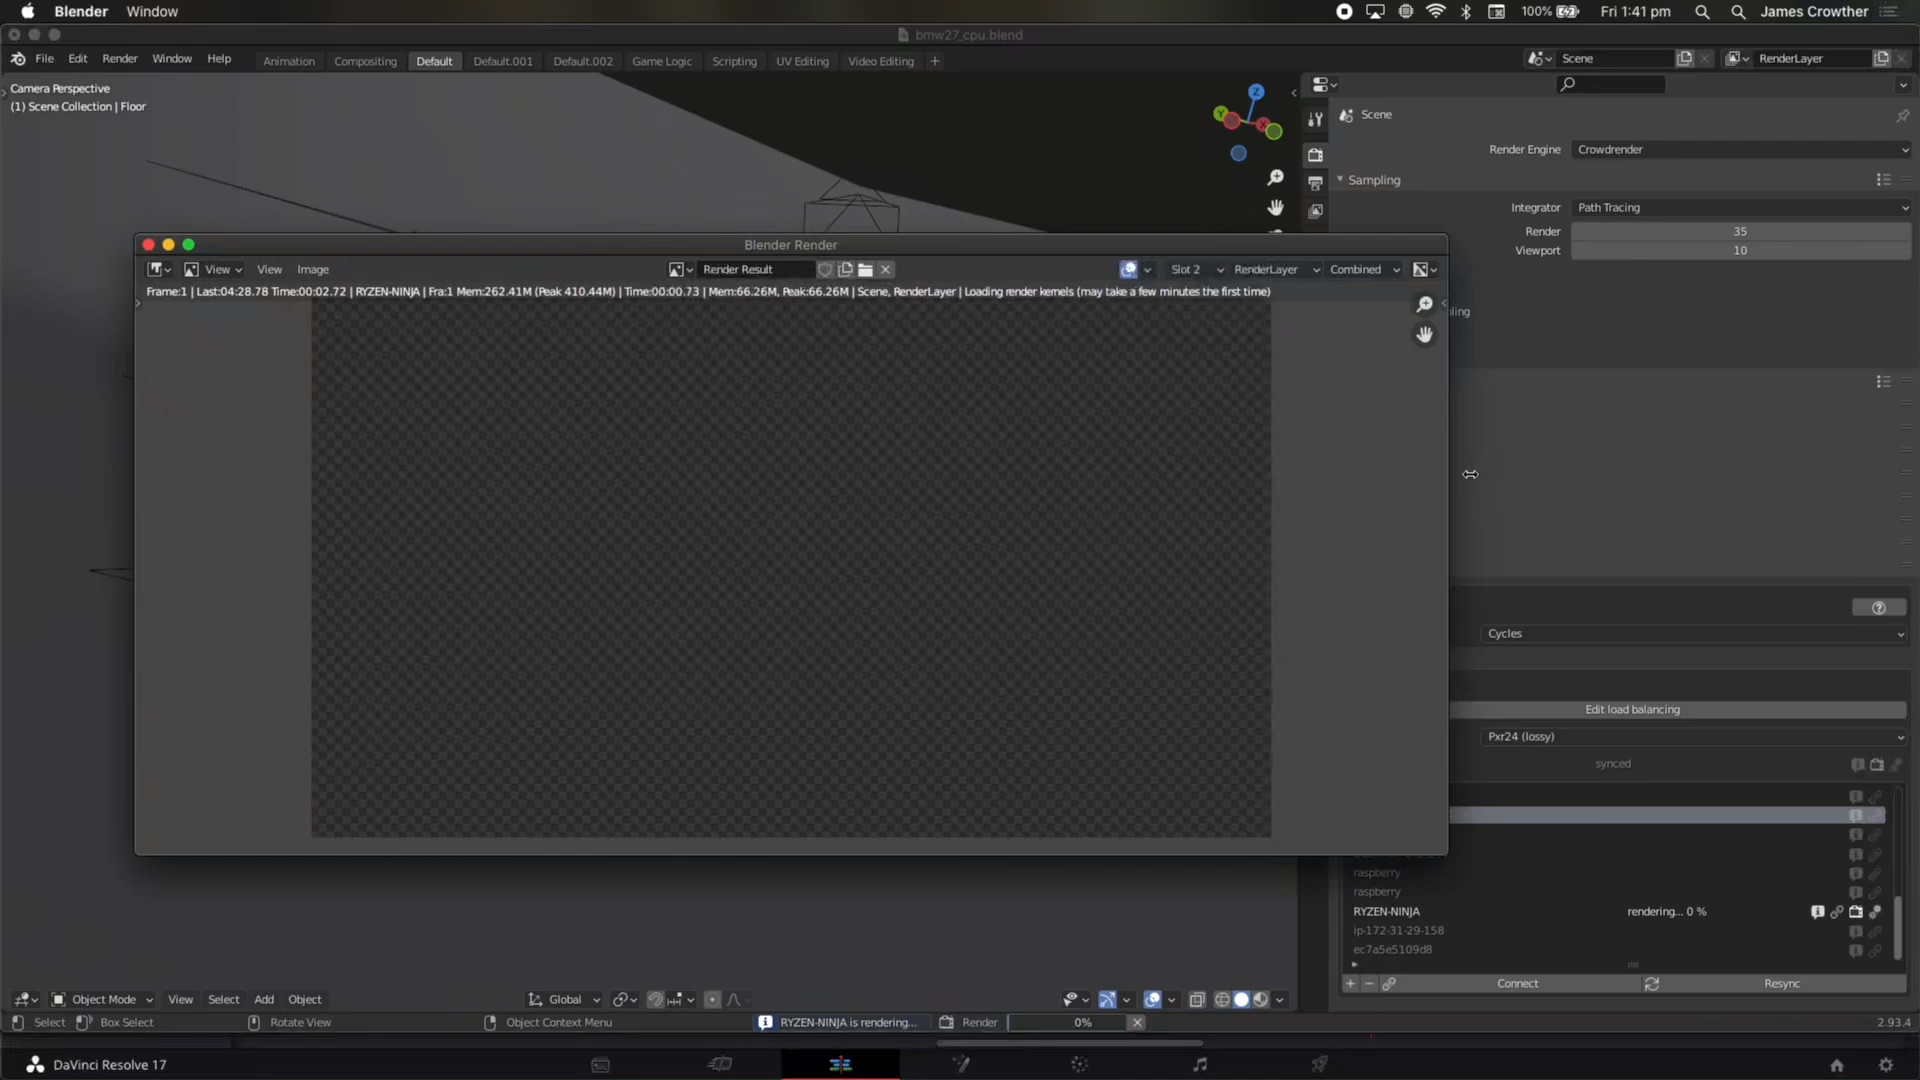 Blender Window
100% Fri 1:41 pm James Crowther
bmw27_cpu.blend
File Edit Render Window Help
Animation Compositing Default Default.001 Default.002 Game Logic Scripting UV Editing Video Editing +
Scene RenderLayer
Camera Perspective
(1) Scene Collection | Floor
Z
Y
X
Scene
Render Engine Crowdrender
Sampling
Integrator Path Tracing
Render 35
Viewport 10
Blender Render
View View Image Render Result Slot 2 RenderLayer Combined
Frame:1 | Last:04:28.78 Time:00:02.72 | RYZEN-NINJA | Fra:1 Mem:262.41M (Peak 410.44M) | Time:00:00.73 | Mem:66.26M, Peak:66.26M | Scene, RenderLayer | Loading render kernels (may take a few minutes the first time)
ling
Cycles
Edit load balancing
Pxr24 (lossy)
synced
raspberry
raspberry
RYZEN-NINJA rendering... 0 %
ip-172-31-29-158
ec7a5e5109d8
Connect Resync
Object Mode View Select Add Object Global
Select Box Select Rotate View Object Context Menu RYZEN-NINJA is rendering... Render 0% 2.93.4
DaVinci Resolve 17